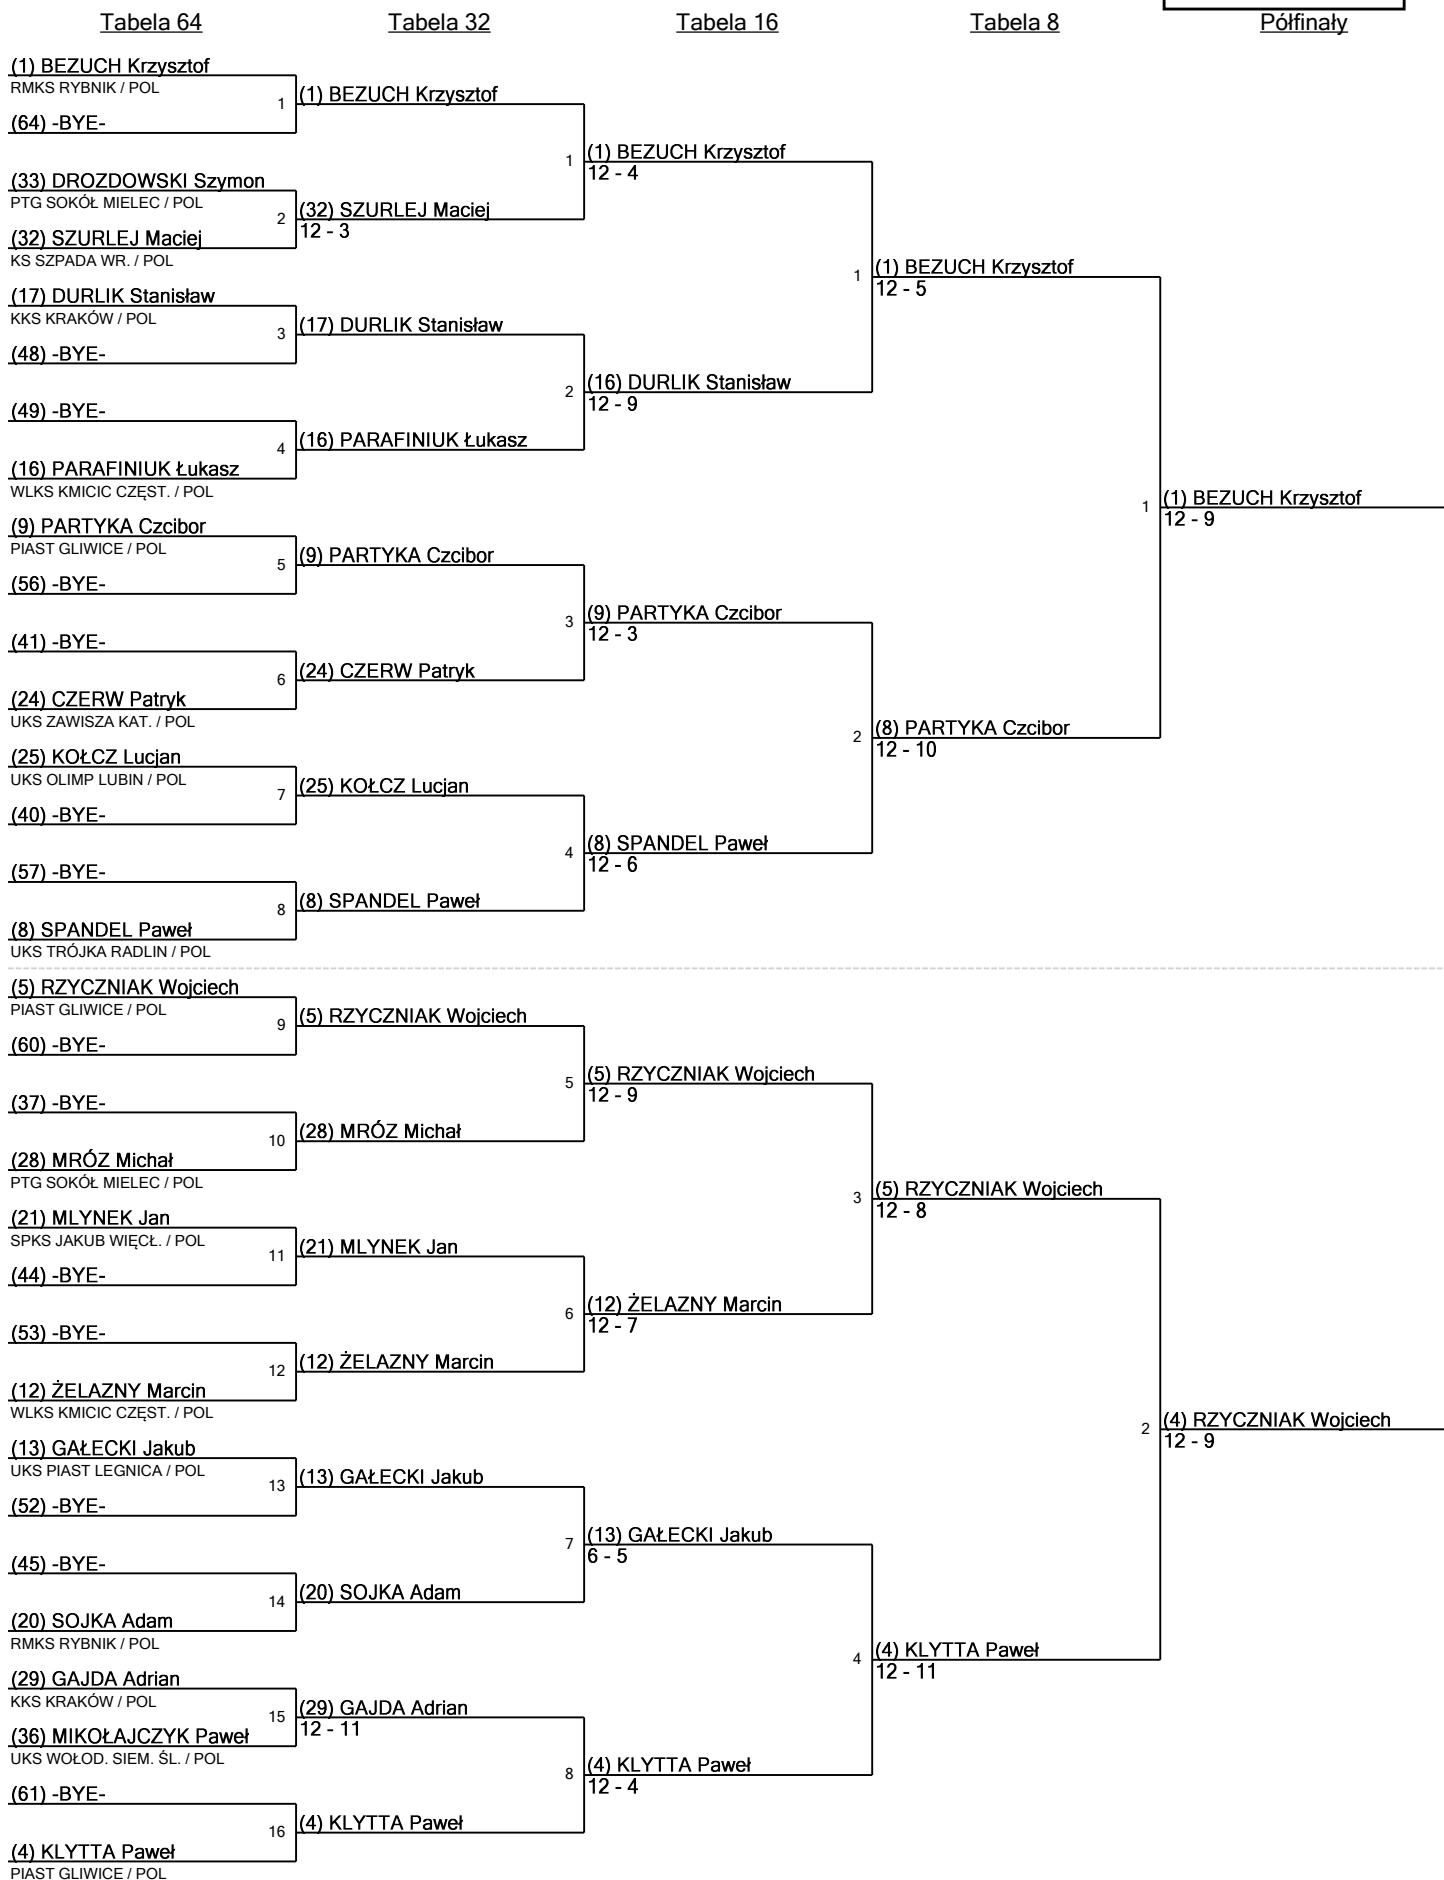 Tabela 64
Tabela 32
Tabela 16
Tabela 8
Półfinały
(1) BEZUCH Krzysztof
RMKS RYBNIK / POL
1
(64) -BYE-
(33) DROZDOWSKI Szymon
PTG SOKÓŁ MIELEC / POL
2
(32) SZURLEJ Maciej
KS SZPADA WR. / POL
(17) DURLIK Stanisław
KKS KRAKÓW / POL
3
(48) -BYE-
(49) -BYE-
4
(16) PARAFINIUK Łukasz
WLKS KMICIC CZĘST. / POL
(9) PARTYKA Czcibor
PIAST GLIWICE / POL
5
(56) -BYE-
(41) -BYE-
6
(24) CZERW Patryk
UKS ZAWISZA KAT. / POL
(25) KOŁCZ Lucjan
UKS OLIMP LUBIN / POL
7
(40) -BYE-
(57) -BYE-
8
(8) SPANDEL Paweł
UKS TRÓJKA RADLIN / POL
(5) RZYCZNIAK Wojciech
PIAST GLIWICE / POL
9
(60) -BYE-
(37) -BYE-
10
(28) MRÓZ Michał
PTG SOKÓŁ MIELEC / POL
(21) MLYNEK Jan
SPKS JAKUB WIĘCŁ. / POL
11
(44) -BYE-
(53) -BYE-
12
(12) ŻELAZNY Marcin
WLKS KMICIC CZĘST. / POL
(13) GAŁECKI Jakub
UKS PIAST LEGNICA / POL
13
(52) -BYE-
(45) -BYE-
14
(20) SOJKA Adam
RMKS RYBNIK / POL
(29) GAJDA Adrian
KKS KRAKÓW / POL
15
(36) MIKOŁAJCZYK Paweł
UKS WOŁOD. SIEM. ŚL. / POL
(61) -BYE-
16
(4) KLYTTA Paweł
PIAST GLIWICE / POL
(1) BEZUCH Krzysztof
1
(32) SZURLEJ Maciej
12 - 3
(17) DURLIK Stanisław
2
(16) PARAFINIUK Łukasz
(9) PARTYKA Czcibor
3
(24) CZERW Patryk
(25) KOŁCZ Lucjan
4
(8) SPANDEL Paweł
(5) RZYCZNIAK Wojciech
5
(28) MRÓZ Michał
(21) MLYNEK Jan
6
(12) ŻELAZNY Marcin
(13) GAŁECKI Jakub
7
(20) SOJKA Adam
(29) GAJDA Adrian
12 - 11
8
(4) KLYTTA Paweł
(1) BEZUCH Krzysztof
12 - 4
1
(16) DURLIK Stanisław
12 - 9
(9) PARTYKA Czcibor
12 - 3
2
(8) SPANDEL Paweł
12 - 6
(5) RZYCZNIAK Wojciech
12 - 9
3
(12) ŻELAZNY Marcin
12 - 7
(13) GAŁECKI Jakub
6 - 5
4
(4) KLYTTA Paweł
12 - 4
(1) BEZUCH Krzysztof
12 - 5
1
(8) PARTYKA Czcibor
12 - 10
(5) RZYCZNIAK Wojciech
12 - 8
2
(4) KLYTTA Paweł
12 - 11
(1) BEZUCH Krzysztof
12 - 9
(4) RZYCZNIAK Wojciech
12 - 9